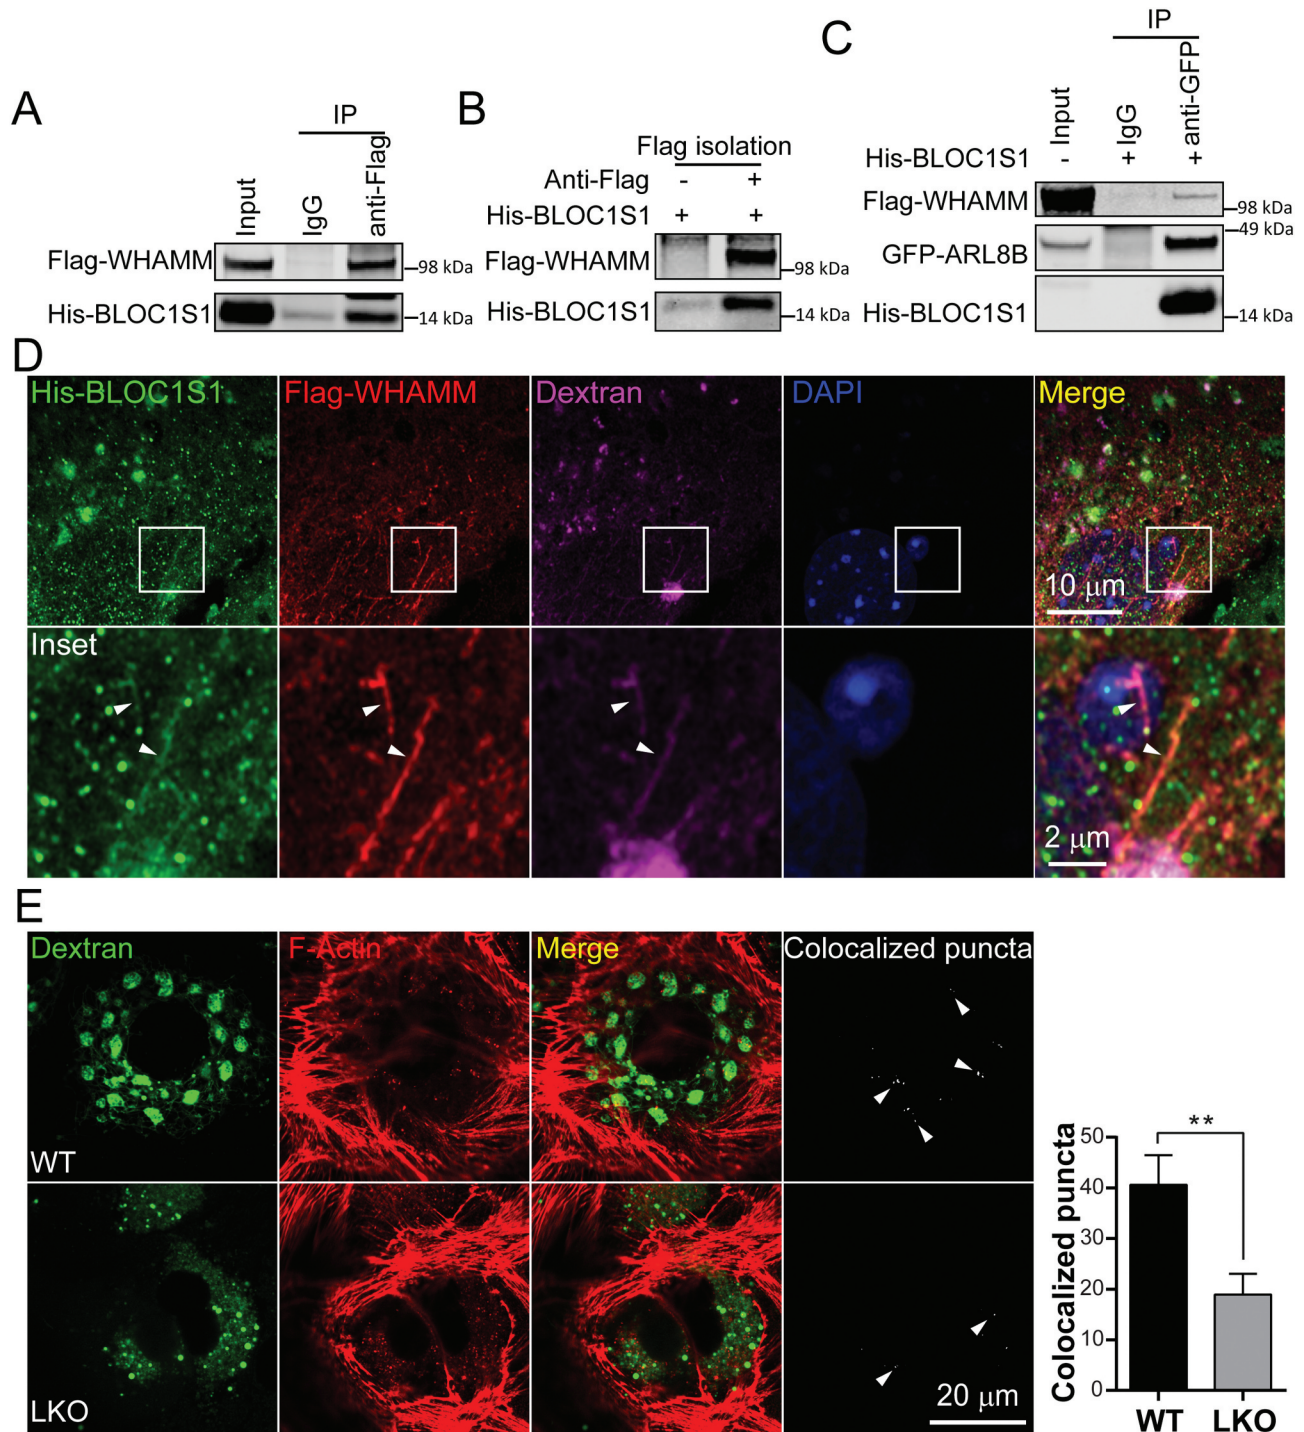 A
IP
Input
IgG
anti-Flag
Flag-WHAMM
98 kDa
His-BLOC1S1
14 kDa
B
Flag isolation
Anti-Flag - +
His-BLOC1S1 + +
Flag-WHAMM
98 kDa
His-BLOC1S1
14 kDa
C
IP
Input
IgG
anti-GFP
His-BLOC1S1 - + +
Flag-WHAMM
98 kDa
49 kDa
GFP-ARL8B
His-BLOC1S1
14 kDa
D
His-BLOC1S1
Flag-WHAMM
Dextran
DAPI
Merge
10 μm
Inset
2 μm
E
Dextran
F-Actin
Merge
Colocalized puncta
WT
LKO
20 μm
Colocalized puncta
50
40
30
20
10
0
**
WT
LKO